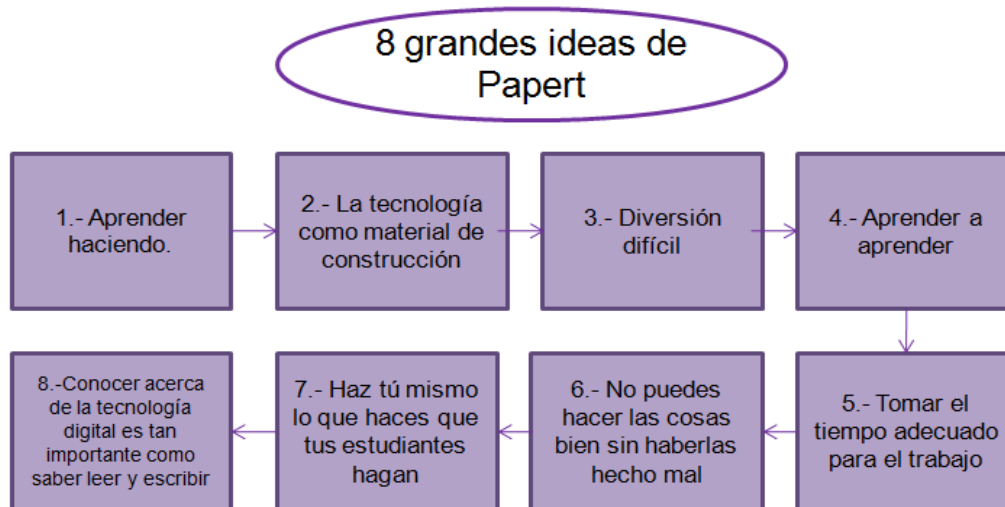 8 grandes ideas de
Papert
1.- Aprender
haciendo.
2.- La tecnología
como material de
construcción
3.- Diversión
difícil
4.- Aprender a
aprender
5.- Tomar el
tiempo adecuado
para el trabajo
6.- No puedes
hacer las cosas
bien sin haberlas
hecho mal
7.- Haz tú mismo
lo que haces que
tus estudiantes
hagan
8.-Conocer acerca
de la tecnología
digital es tan
importante como
saber leer y escribir